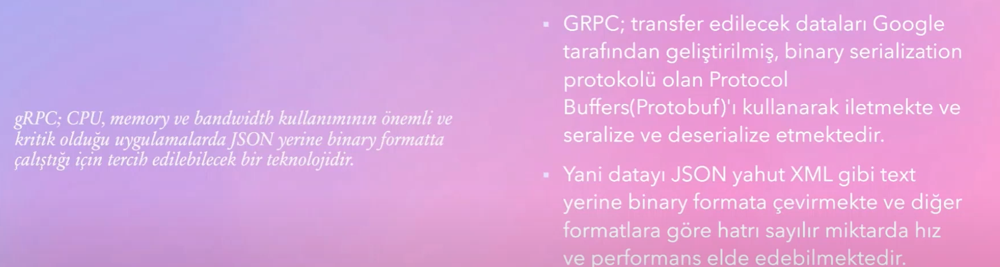 gRPC; CPU, memory ve bandwidth kullanımının önemli ve
kritik olduğu uygulamalarda JSON yerine binary formatta
çalıştığı için tercih edilebilecek bir teknolojidir.
▪ GRPC; transfer edilecek dataları Google
tarafından geliştirilmiş, binary serialization
protokolü olan Protocol
Buffers(Protobuf)'ı kullanarak iletmekte ve
seralize ve deserialize etmektedir.
▪ Yani datayı JSON yahut XML gibi text
yerine binary formata çevirmekte ve diğer
formatlara göre hatrı sayılır miktarda hız
ve performans elde edebilmektedir.